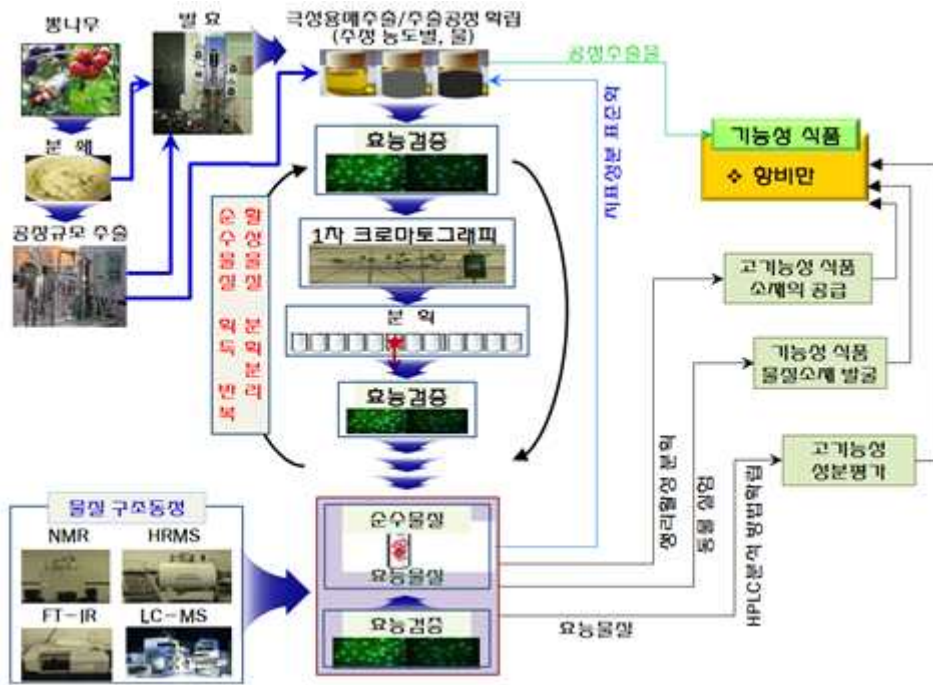 뽕나무
발 효
극성용매추출/추출공정 확립
(주정 농도별, 물)
공정추출물
분 쇄
공장규모 추출
지표성분 표준화
기능성 식품
❖ 항비만
효능검증
1차 크로마토그래피
분 획
효능검증
활성물질 분획분리
순수물질 획득 반복
고기능성 식품
소재의 공급
기능성 식품
물질소재 발굴
고기능성
성분평가
물질 구조동정
NMR
HRMS
FT-IR
LC-MS
순수물질
효능물질
효능검증
생리활성 분획
동물 실험
HPLC분석 방법확립
효능물질